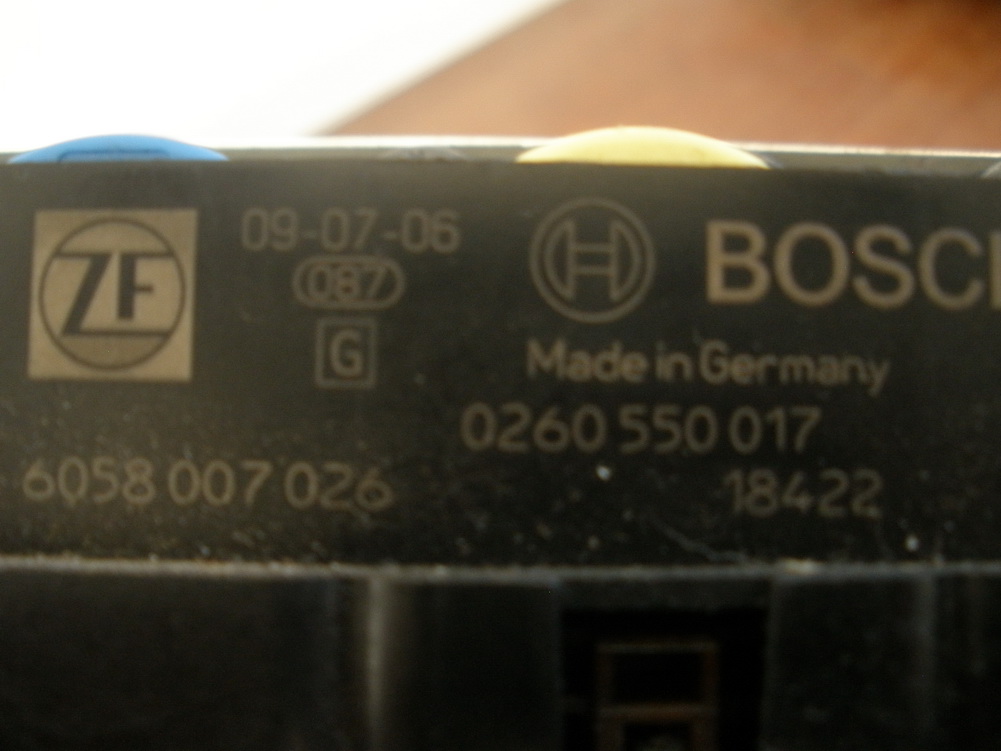 ZF
09-07-06
087
G
BOSCH
Made in Germany
0260 550 017
6058 007 026
18422